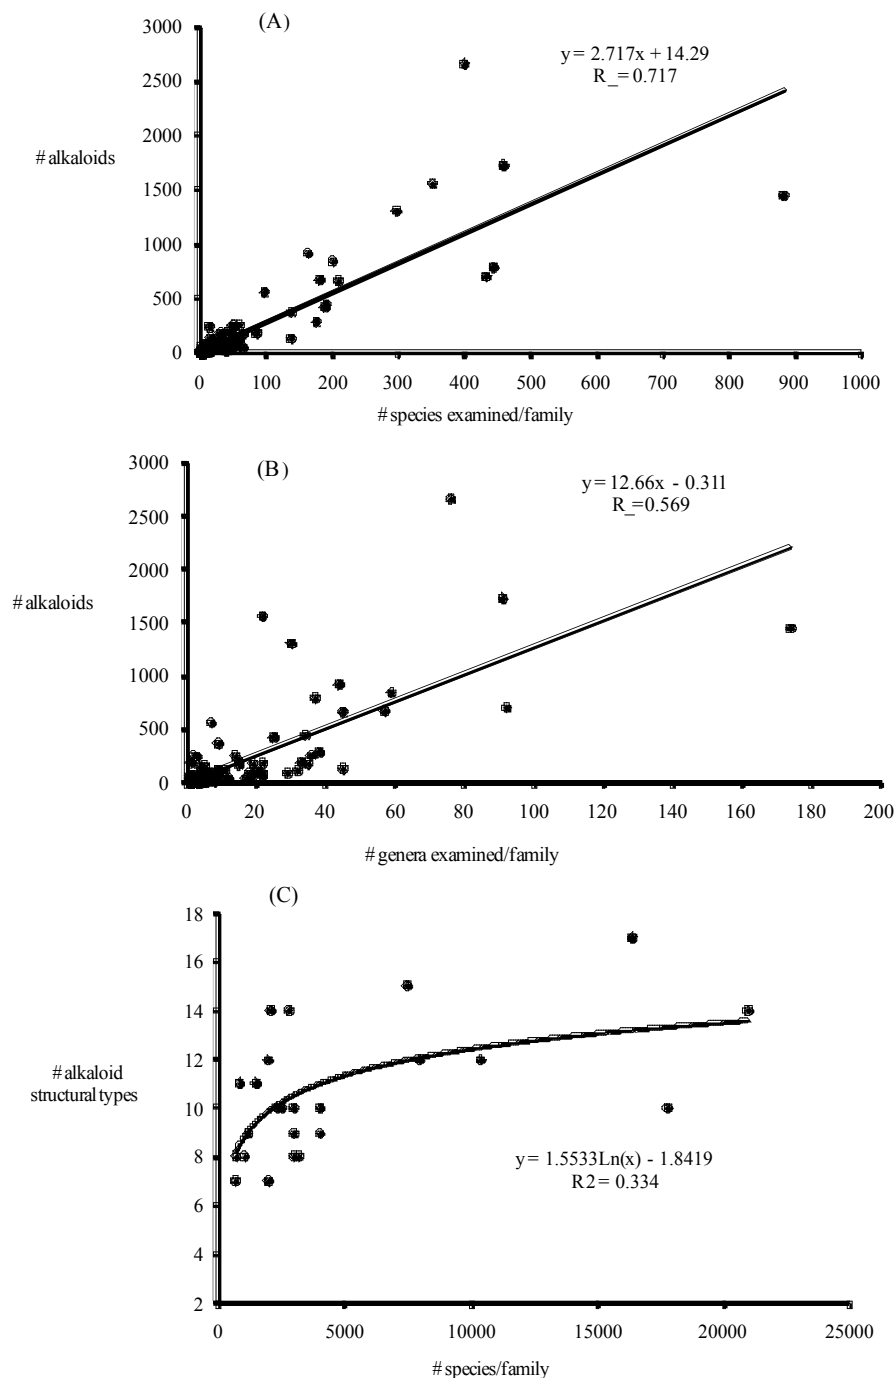 (A)
3000
2500
2000
1500
1000
500
0
# alkaloids
y = 2.717x + 14.29
R_= 0.717
0 100 200 300 400 500 600 700 800 900 1000
# species examined/family
(B)
3000
2500
2000
1500
1000
500
0
# alkaloids
y = 12.66x - 0.311
R_=0.569
0 20 40 60 80 100 120 140 160 180 200
# genera examined/family
(C)
18
16
14
12
10
8
6
4
2
# alkaloid
structural types
y = 1.5533Ln(x) - 1.8419
R2 = 0.334
0 5000 10000 15000 20000 25000
# species/family